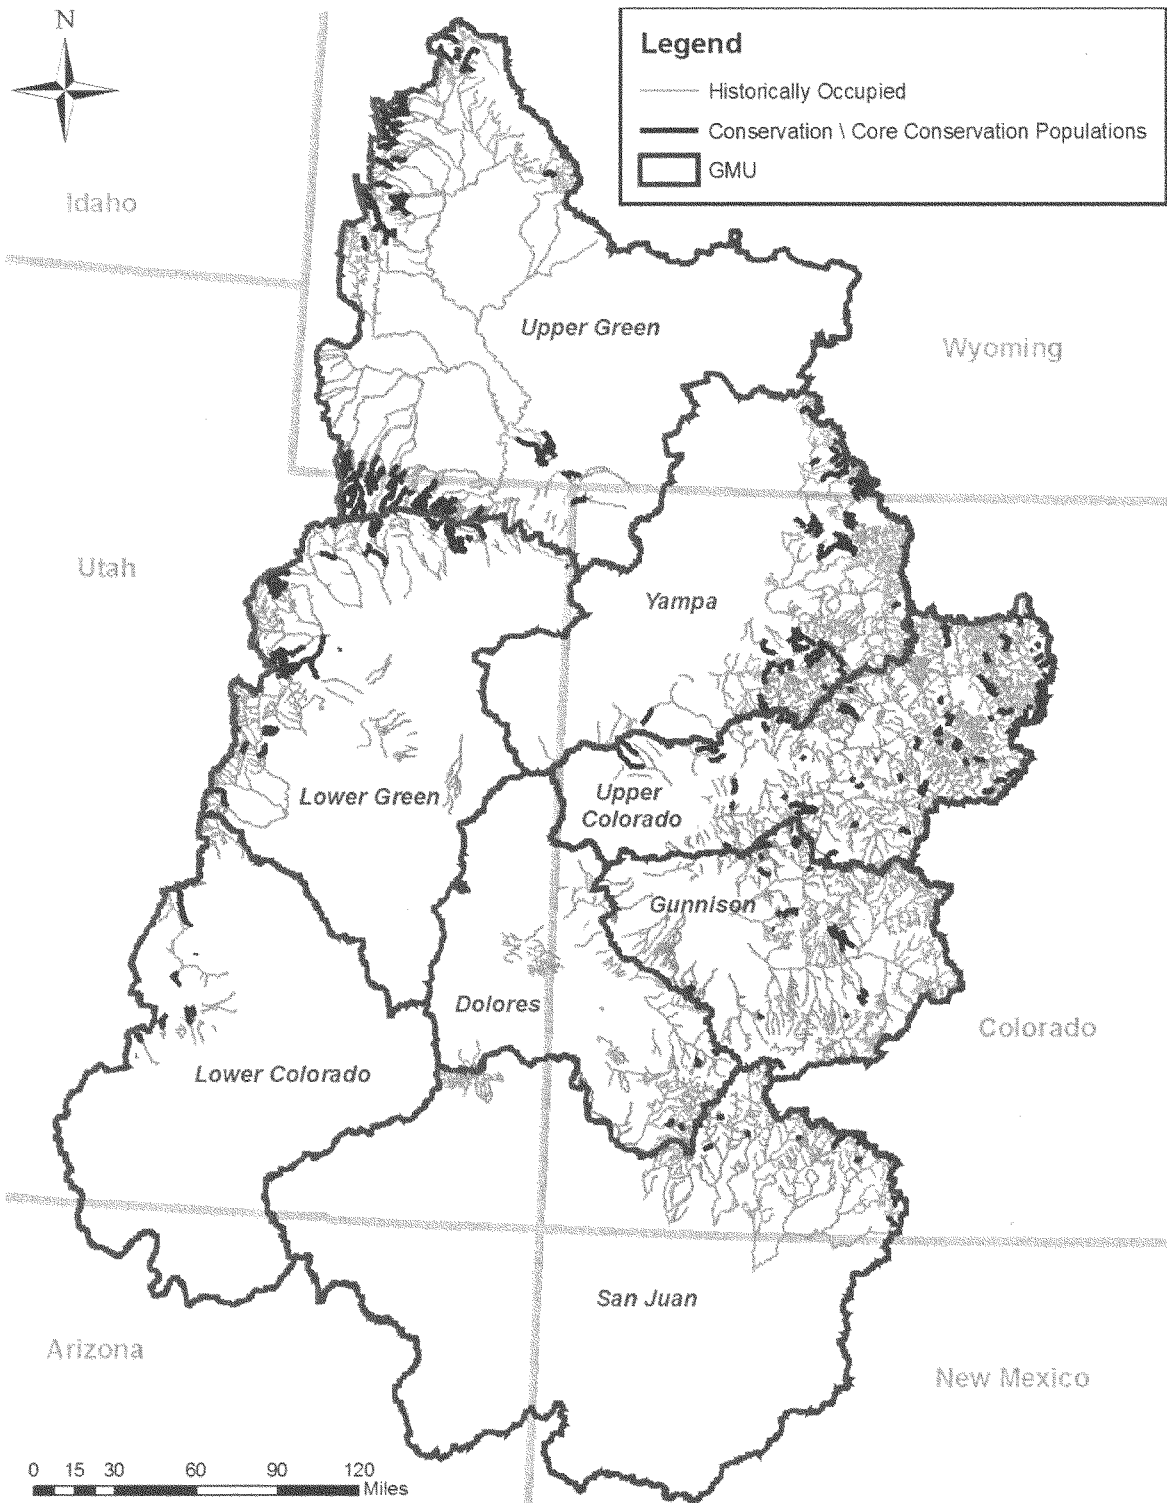 N
Legend
Historically Occupied
Conservation \ Core Conservation Populations
GMU
Idaho
Upper Green
Wyoming
Utah
Yampa
Lower Green
Upper
Colorado
Gunnison
Dolores
Colorado
Lower Colorado
San Juan
Arizona
New Mexico
0 15 30 60 90 120
Miles